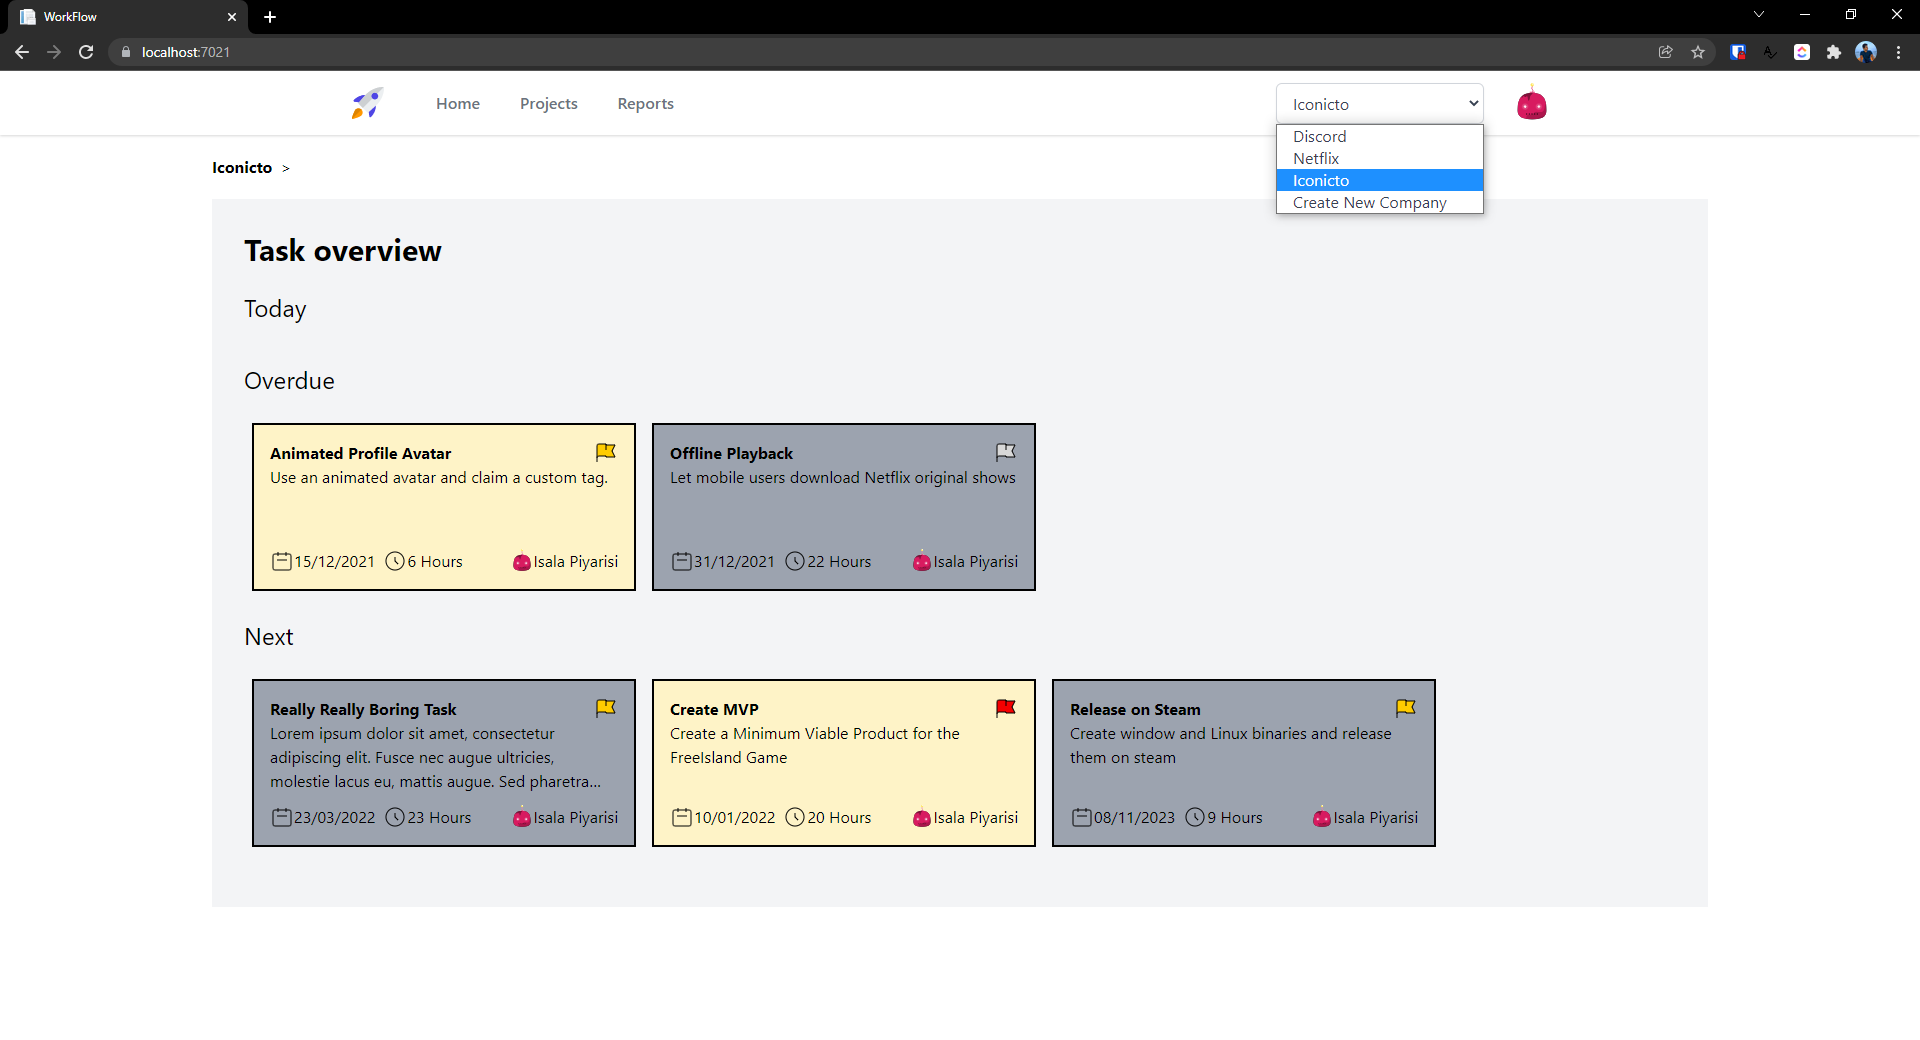 WorkFlow
localhost:7021
Home Projects Reports Iconicto
Discord
Netflix
Iconicto
Create New Company
Iconicto >
Task overview
Today
Overdue
Animated Profile Avatar
Use an animated avatar and claim a custom tag.
15/12/2021 6 Hours Isala Piyarisi
Offline Playback
Let mobile users download Netflix original shows
31/12/2021 22 Hours Isala Piyarisi
Next
Really Really Boring Task
Lorem ipsum dolor sit amet, consectetur
adipiscing elit. Fusce nec augue ultricies,
molestie lacus eu, mattis augue. Sed pharetra...
23/03/2022 23 Hours Isala Piyarisi
Create MVP
Create a Minimum Viable Product for the
FreeIsland Game
10/01/2022 20 Hours Isala Piyarisi
Release on Steam
Create window and Linux binaries and release
them on steam
08/11/2023 9 Hours Isala Piyarisi